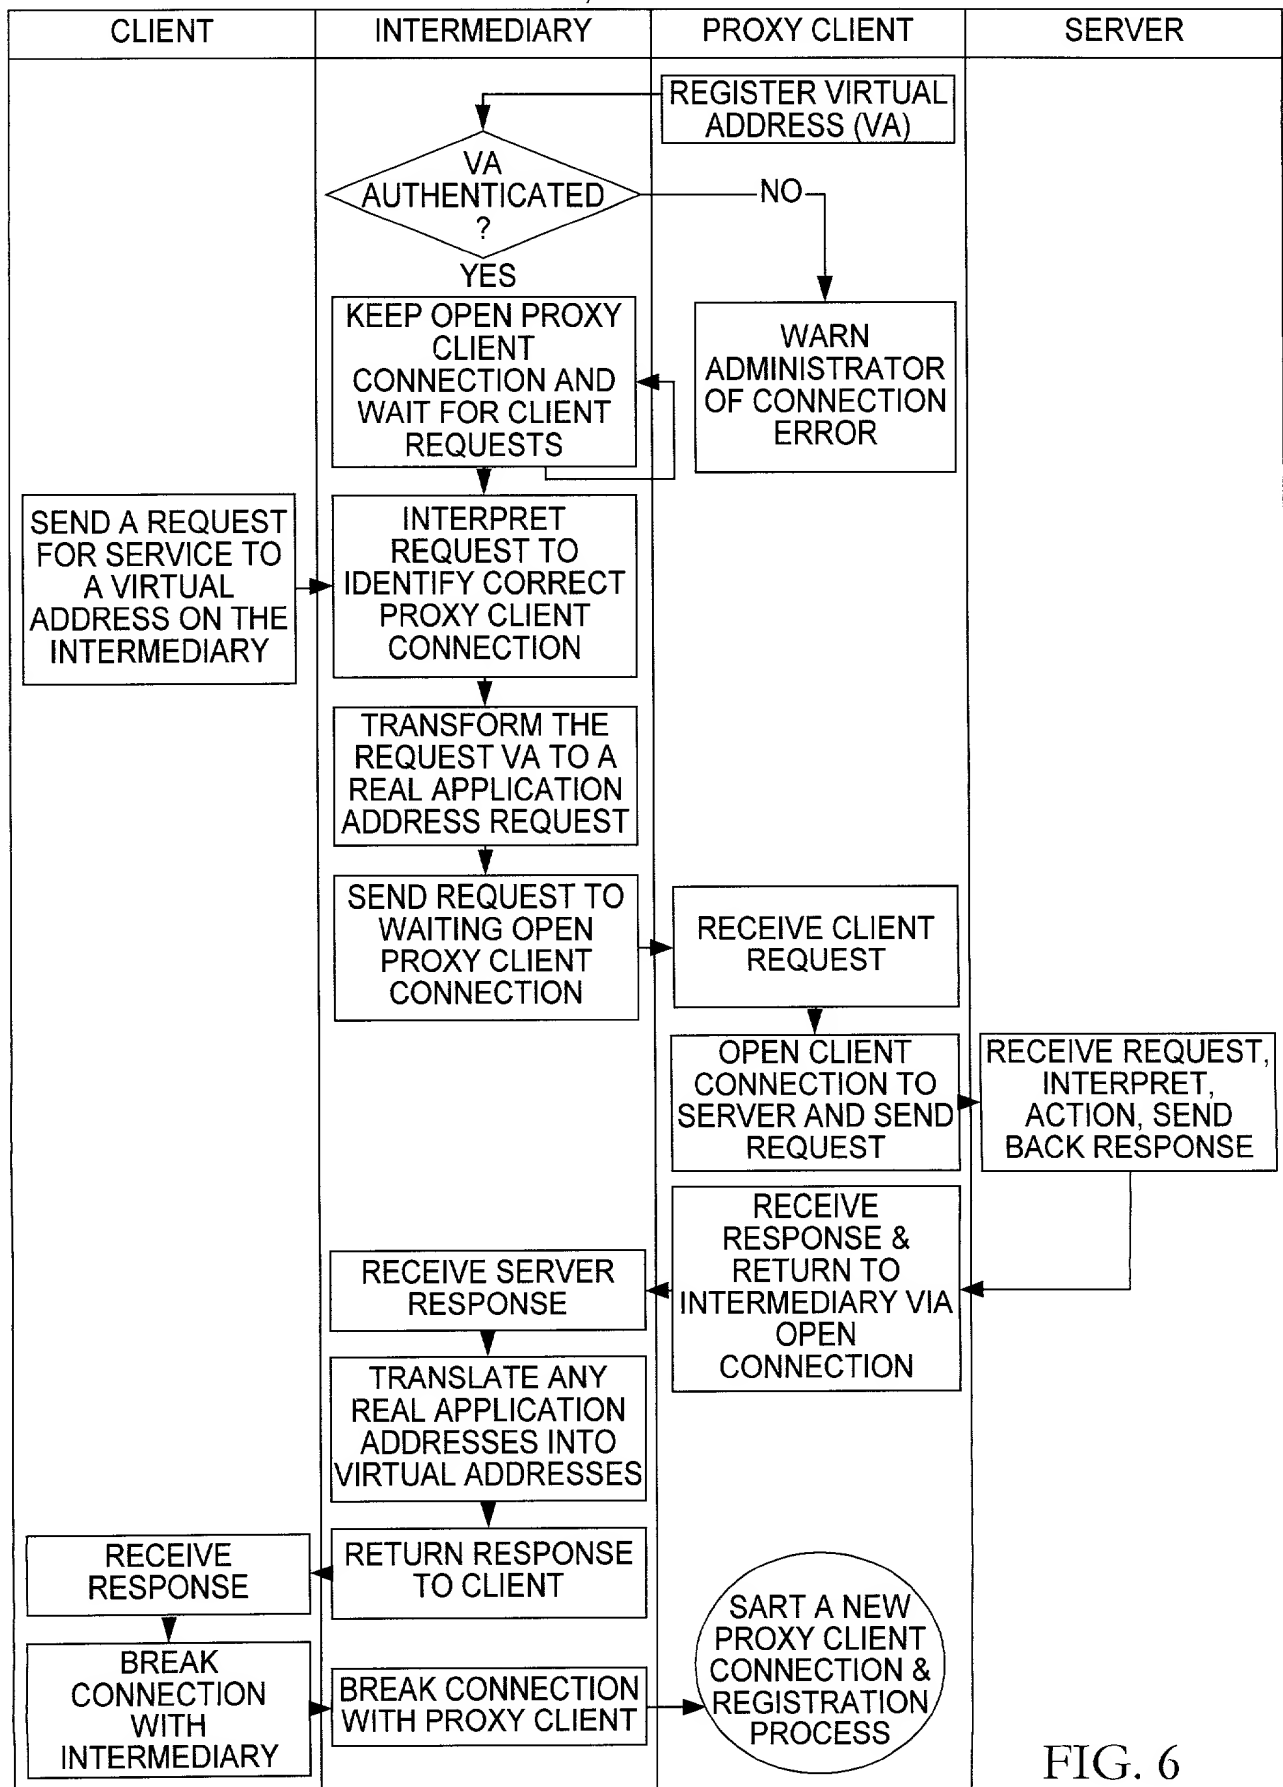 CLIENT
INTERMEDIARY
PROXY CLIENT
SERVER
REGISTER VIRTUAL
ADDRESS (VA)
VA
AUTHENTICATED
?
NO
YES
KEEP OPEN PROXY
CLIENT
CONNECTION AND
WAIT FOR CLIENT
REQUESTS
WARN
ADMINISTRATOR
OF CONNECTION
ERROR
SEND A REQUEST
FOR SERVICE TO
A VIRTUAL
ADDRESS ON THE
INTERMEDIARY
INTERPRET
REQUEST TO
IDENTIFY CORRECT
PROXY CLIENT
CONNECTION
TRANSFORM THE
REQUEST VA TO A
REAL APPLICATION
ADDRESS REQUEST
SEND REQUEST TO
WAITING OPEN
PROXY CLIENT
CONNECTION
RECEIVE CLIENT
REQUEST
OPEN CLIENT
CONNECTION TO
SERVER AND SEND
REQUEST
RECEIVE REQUEST,
INTERPRET,
ACTION, SEND
BACK RESPONSE
RECEIVE
RESPONSE &
RETURN TO
INTERMEDIARY VIA
OPEN
CONNECTION
RECEIVE SERVER
RESPONSE
TRANSLATE ANY
REAL APPLICATION
ADDRESSES INTO
VIRTUAL ADDRESSES
RETURN RESPONSE
TO CLIENT
RECEIVE
RESPONSE
BREAK
CONNECTION
WITH
INTERMEDIARY
BREAK CONNECTION
WITH PROXY CLIENT
SART A NEW
PROXY CLIENT
CONNECTION &
REGISTRATION
PROCESS
FIG. 6